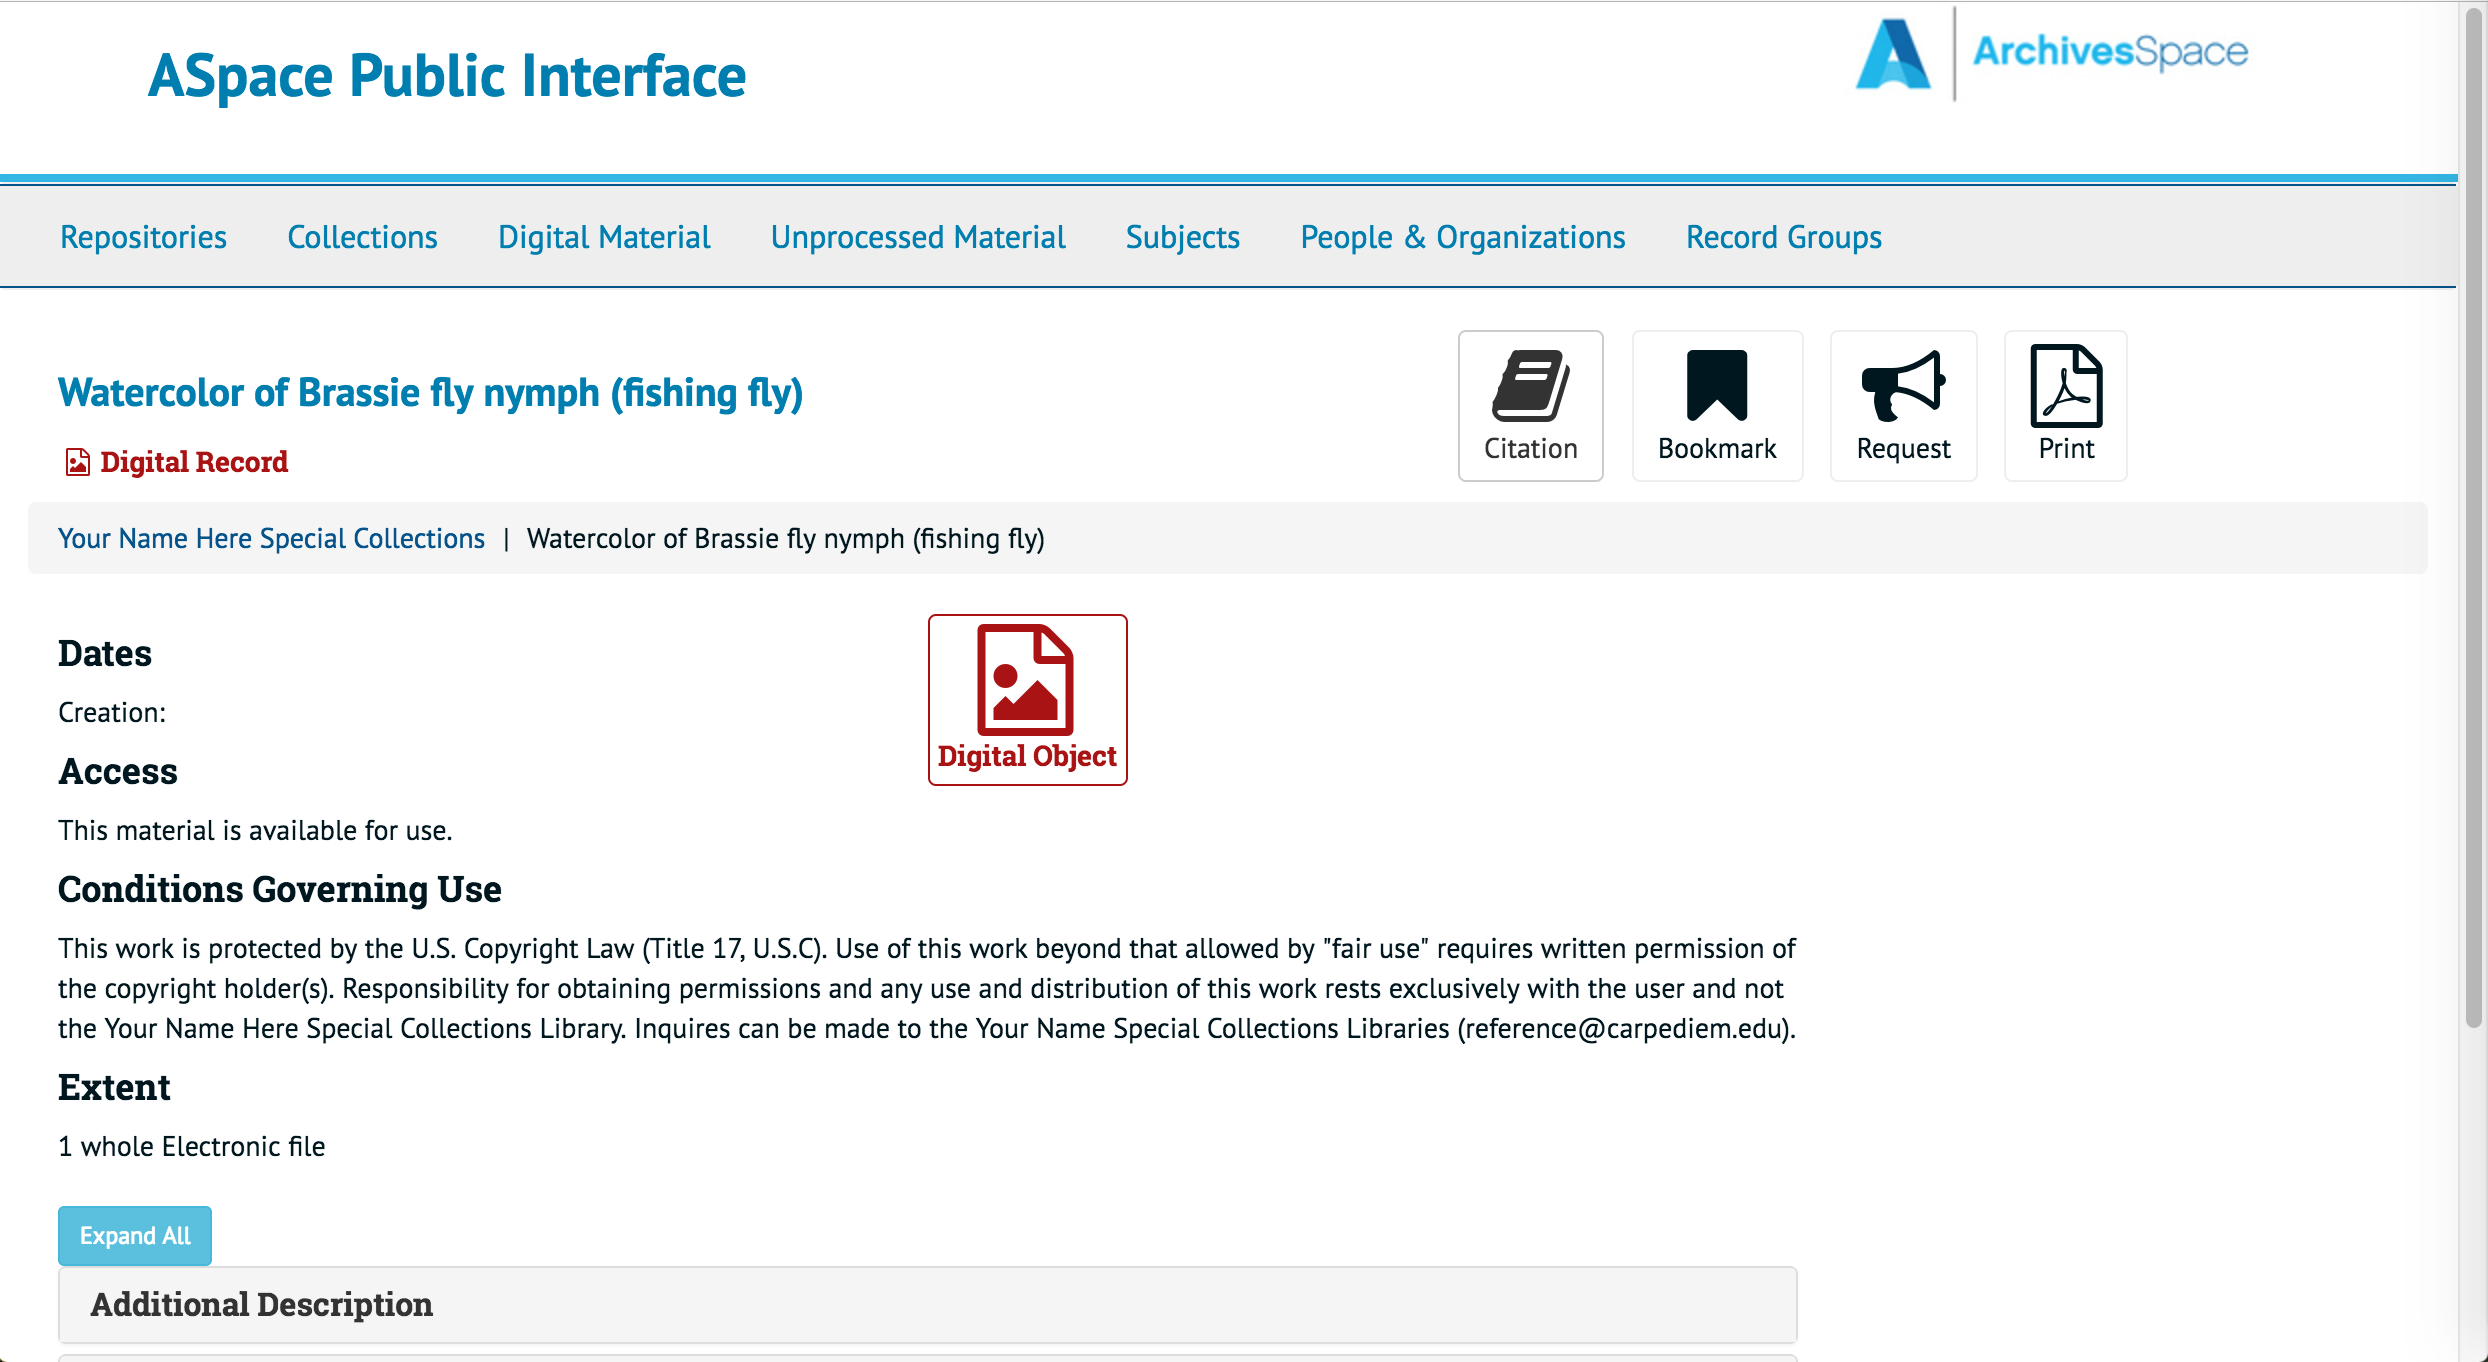 ASpace Public Interface
ArchivesSpace
Repositories Collections Digital Material Unprocessed Material Subjects People & Organizations Record Groups
Watercolor of Brassie fly nymph (fishing fly)
Digital Record
Citation Bookmark Request Print
Your Name Here Special Collections | Watercolor of Brassie fly nymph (fishing fly)
Dates
Creation:
Digital Object
Access
This material is available for use.
Conditions Governing Use
This work is protected by the U.S. Copyright Law (Title 17, U.S.C). Use of this work beyond that allowed by "fair use" requires written permission of
the copyright holder(s). Responsibility for obtaining permissions and any use and distribution of this work rests exclusively with the user and not
the Your Name Here Special Collections Library. Inquires can be made to the Your Name Special Collections Libraries (reference@carpediem.edu).
Extent
1 whole Electronic file
Expand All
Additional Description